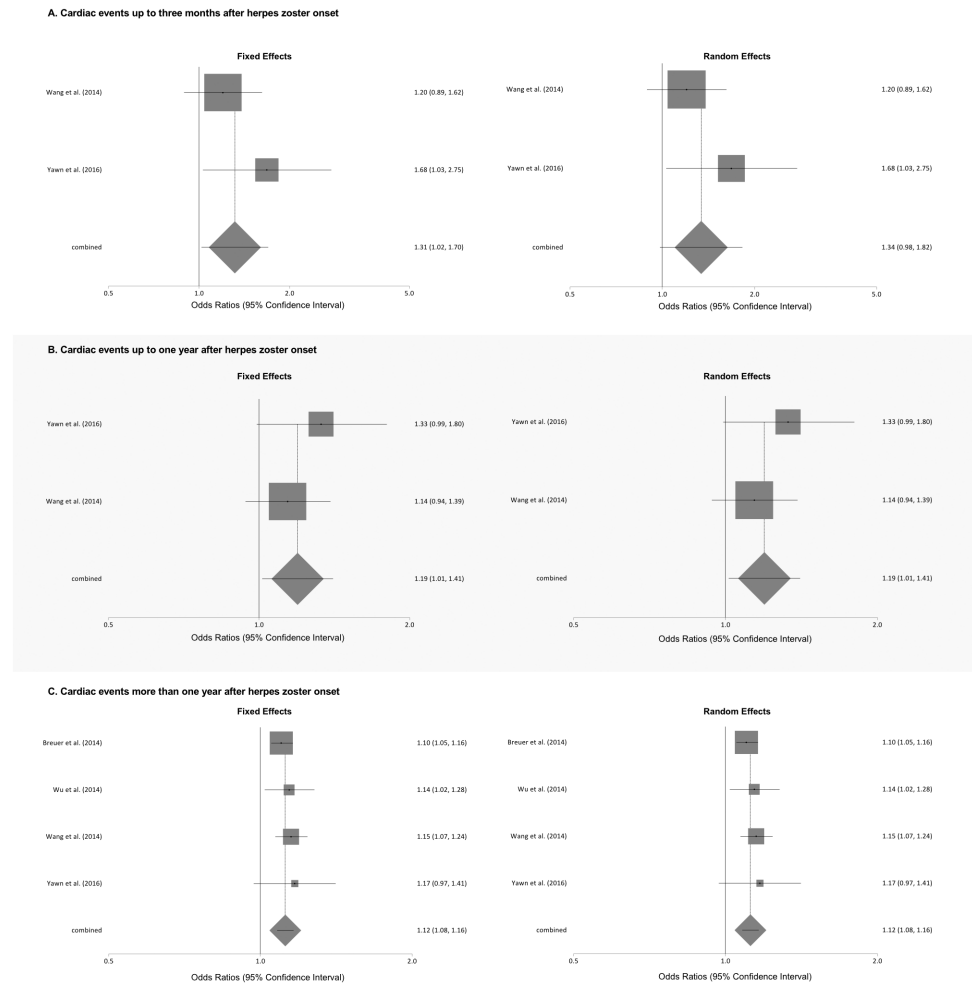 A. Cardiac events up to three months after herpes zoster onset
Fixed Effects
Random Effects
Wang et al. (2014)
1.20 (0.89, 1.62)
Wang et al. (2014)
1.20 (0.89, 1.62)
Yawn et al. (2016)
1.68 (1.03, 2.75)
Yawn et al. (2016)
1.68 (1.03, 2.75)
combined
1.31 (1.02, 1.70)
combined
1.34 (0.98, 1.82)
0.5 1.0 2.0 5.0
0.5 1.0 2.0 5.0
Odds Ratios (95% Confidence Interval)
Odds Ratios (95% Confidence Interval)
B. Cardiac events up to one year after herpes zoster onset
Fixed Effects
Random Effects
Yawn et al. (2016)
1.33 (0.99, 1.80)
Yawn et al. (2016)
1.33 (0.99, 1.80)
Wang et al. (2014)
1.14 (0.94, 1.39)
Wang et al. (2014)
1.14 (0.94, 1.39)
combined
1.19 (1.01, 1.41)
combined
1.19 (1.01, 1.41)
0.5 1.0 2.0
0.5 1.0 2.0
Odds Ratios (95% Confidence Interval)
Odds Ratios (95% Confidence Interval)
C. Cardiac events more than one year after herpes zoster onset
Fixed Effects
Random Effects
Breuer et al. (2014)
1.10 (1.05, 1.16)
Breuer et al. (2014)
1.10 (1.05, 1.16)
Wu et al. (2014)
1.14 (1.02, 1.28)
Wu et al. (2014)
1.14 (1.02, 1.28)
Wang et al. (2014)
1.15 (1.07, 1.24)
Wang et al. (2014)
1.15 (1.07, 1.24)
Yawn et al. (2016)
1.17 (0.97, 1.41)
Yawn et al. (2016)
1.17 (0.97, 1.41)
combined
1.12 (1.08, 1.16)
combined
1.12 (1.08, 1.16)
0.5 1.0 2.0
0.5 1.0 2.0
Odds Ratios (95% Confidence Interval)
Odds Ratios (95% Confidence Interval)